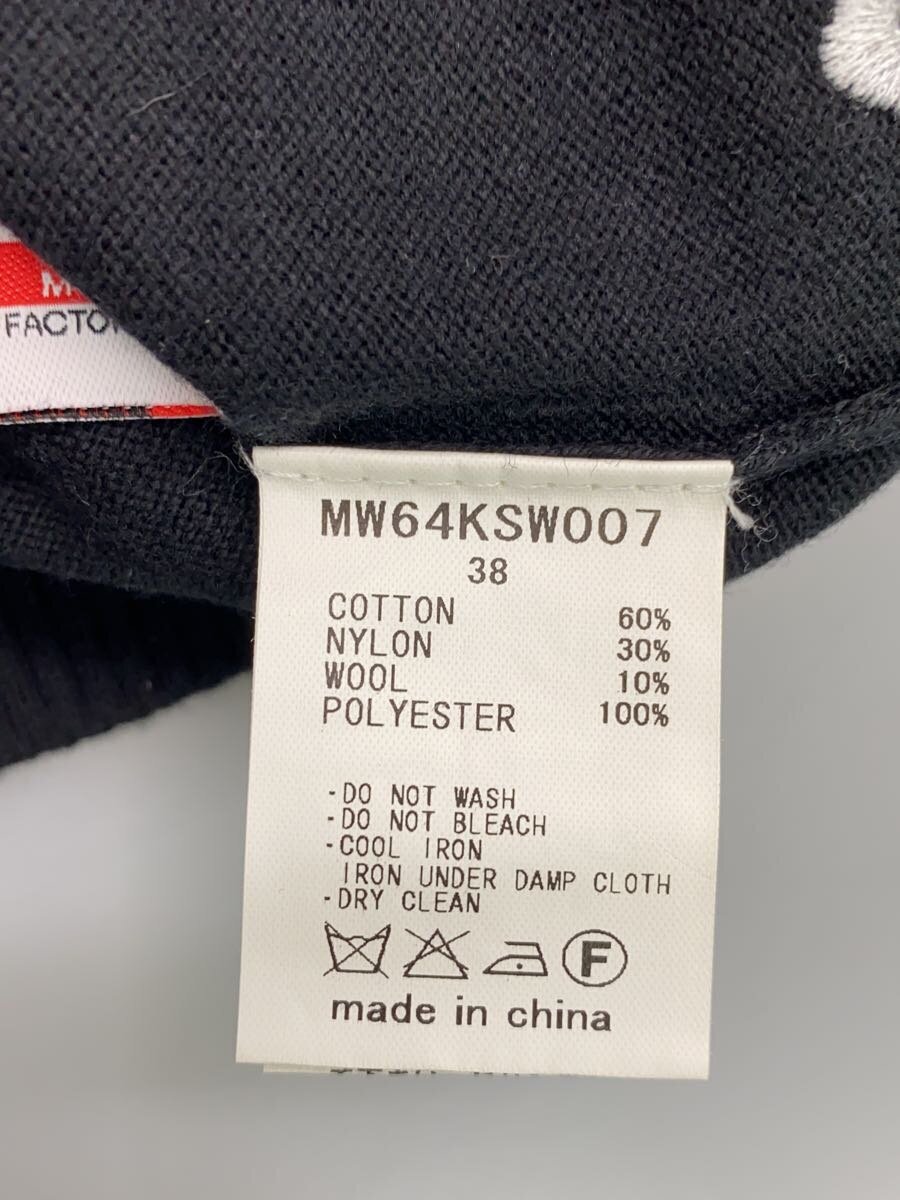 FACTO
MW64KSW007
38
COTTON 60%
NYLON 30%
WOOL 10%
POLYESTER 100%
-DO NOT WASH
-DO NOT BLEACH
-COOL IRON
IRON UNDER DAMP CLOTH
-DRY CLEAN
F
made in china